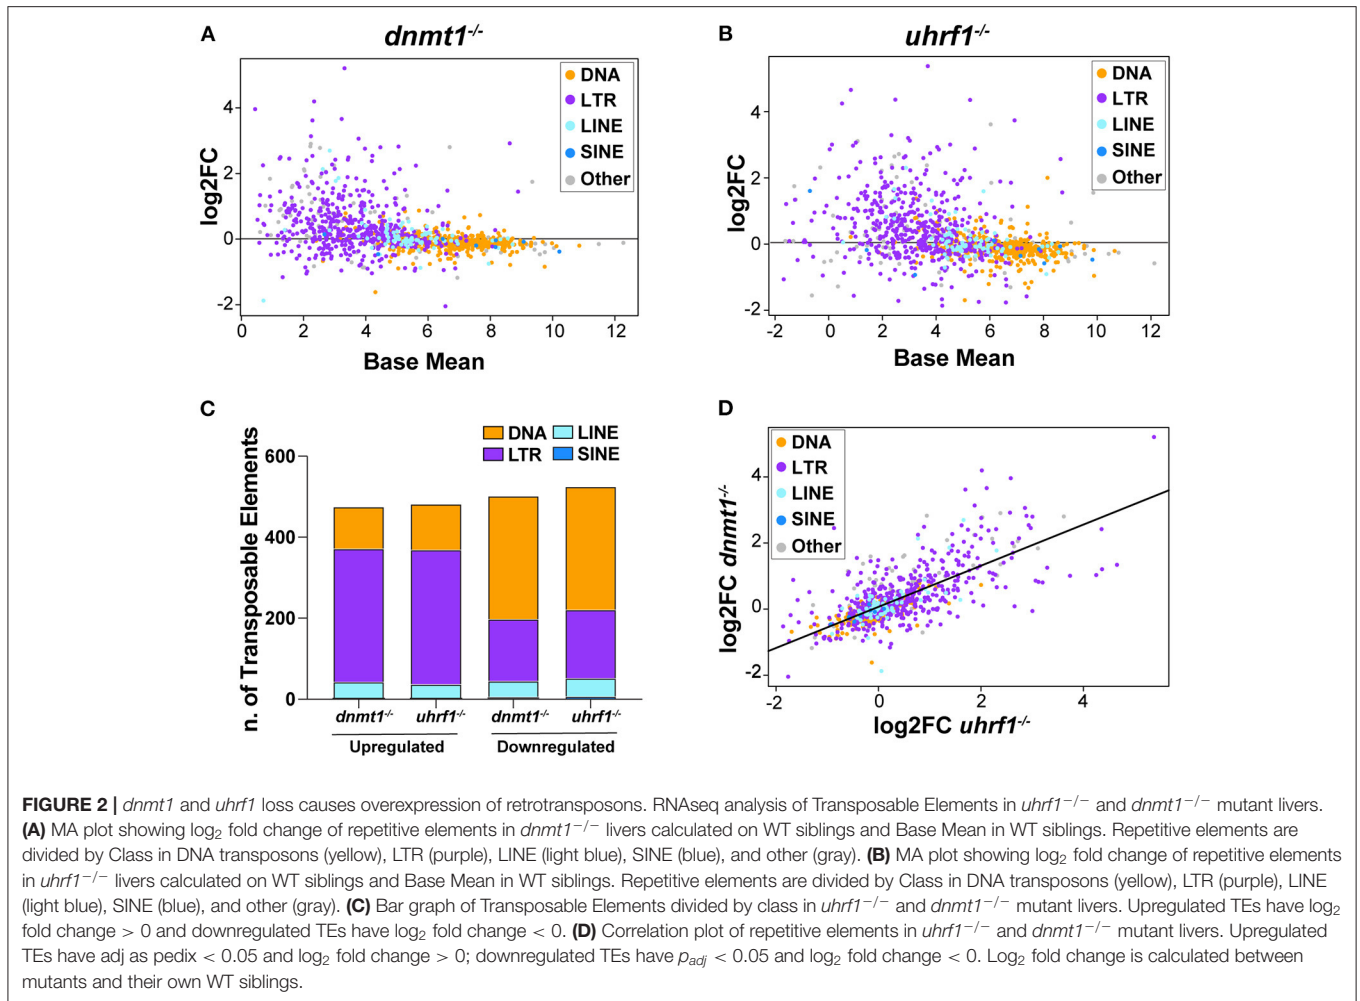 A
dnmt1-/-
B
uhrf1-/-
DNA
LTR
LINE
SINE
Other
4
2
0
-2
log2FC
0 2 4 6 8 10 12
Base Mean
DNA
LTR
LINE
SINE
Other
4
2
0
-2
log2FC
-2 0 2 4 6 8 10 12
Base Mean
C
DNA LINE
LTR SINE
n. of Transposable Elements
600
400
200
0
dnmt1-/- uhrf1-/- dnmt1-/- uhrf1-/-
Upregulated Downregulated
D
DNA
LTR
LINE
SINE
Other
4
2
0
-2
log2FC dnmt1-/-
-2 0 2 4
log2FC uhrf1-/-
FIGURE 2 | dnmt1 and uhrf1 loss causes overexpression of retrotransposons. RNAseq analysis of Transposable Elements in uhrf1−/− and dnmt1−/− mutant livers.
(A) MA plot showing log2 fold change of repetitive elements in dnmt1−/− livers calculated on WT siblings and Base Mean in WT siblings. Repetitive elements are
divided by Class in DNA transposons (yellow), LTR (purple), LINE (light blue), SINE (blue), and other (gray). (B) MA plot showing log2 fold change of repetitive elements
in uhrf1−/− livers calculated on WT siblings and Base Mean in WT siblings. Repetitive elements are divided by Class in DNA transposons (yellow), LTR (purple), LINE
(light blue), SINE (blue), and other (gray). (C) Bar graph of Transposable Elements divided by class in uhrf1−/− and dnmt1−/− mutant livers. Upregulated TEs have log2
fold change > 0 and downregulated TEs have log2 fold change < 0. (D) Correlation plot of repetitive elements in uhrf1−/− and dnmt1−/− mutant livers. Upregulated
TEs have adj as pedix < 0.05 and log2 fold change > 0; downregulated TEs have padj < 0.05 and log2 fold change < 0. Log2 fold change is calculated between
mutants and their own WT siblings.